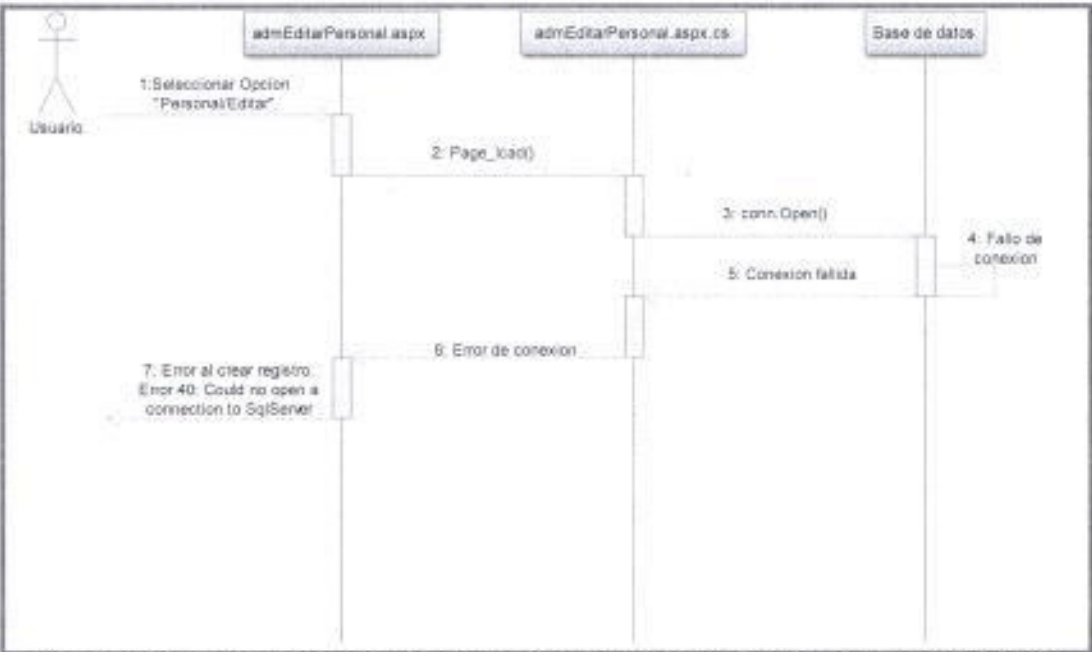 admEditarPersonal.aspx
admEditarPersonal.aspx.cs
Base de datos
Usuario
1:Seleccionar Opcion
"Personal/Editar"
2: Page_load()
3: conn.Open()
4: Fallo de
conexion
5: Conexion fallida
6: Error de conexion
7: Error al crear registro.
Error 40: Could no open a
connection to SqlServer